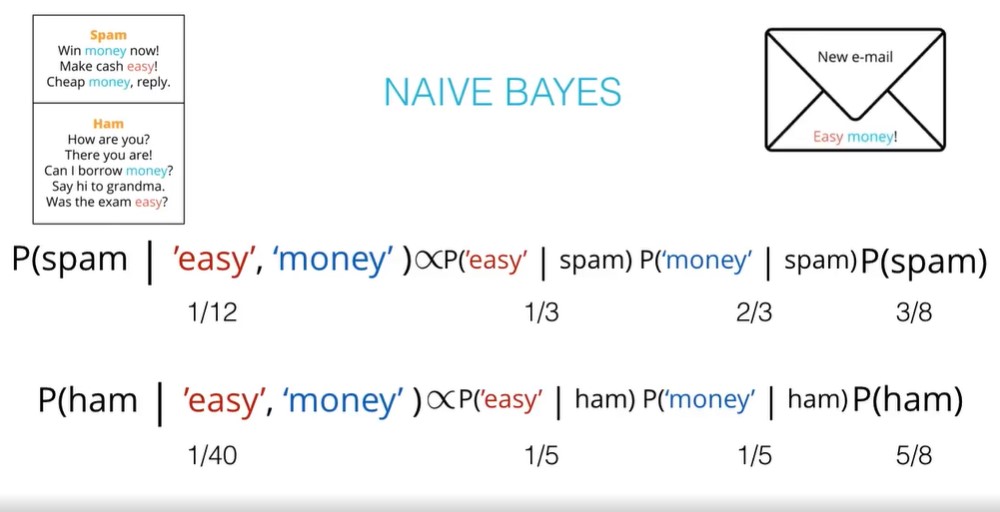 Spam
Win money now!
Make cash easy!
Cheap money, reply.
Ham
How are you?
There you are!
Can I borrow money?
Say hi to grandma.
Was the exam easy?
NAIVE BAYES
New e-mail
Easy money!
P(spam | 'easy', 'money' )∝P('easy' | spam) P('money' | spam)P(spam)
1/12 1/3 2/3 3/8
P(ham | 'easy', 'money' )∝P('easy' | ham) P('money' | ham)P(ham)
1/40 1/5 1/5 5/8